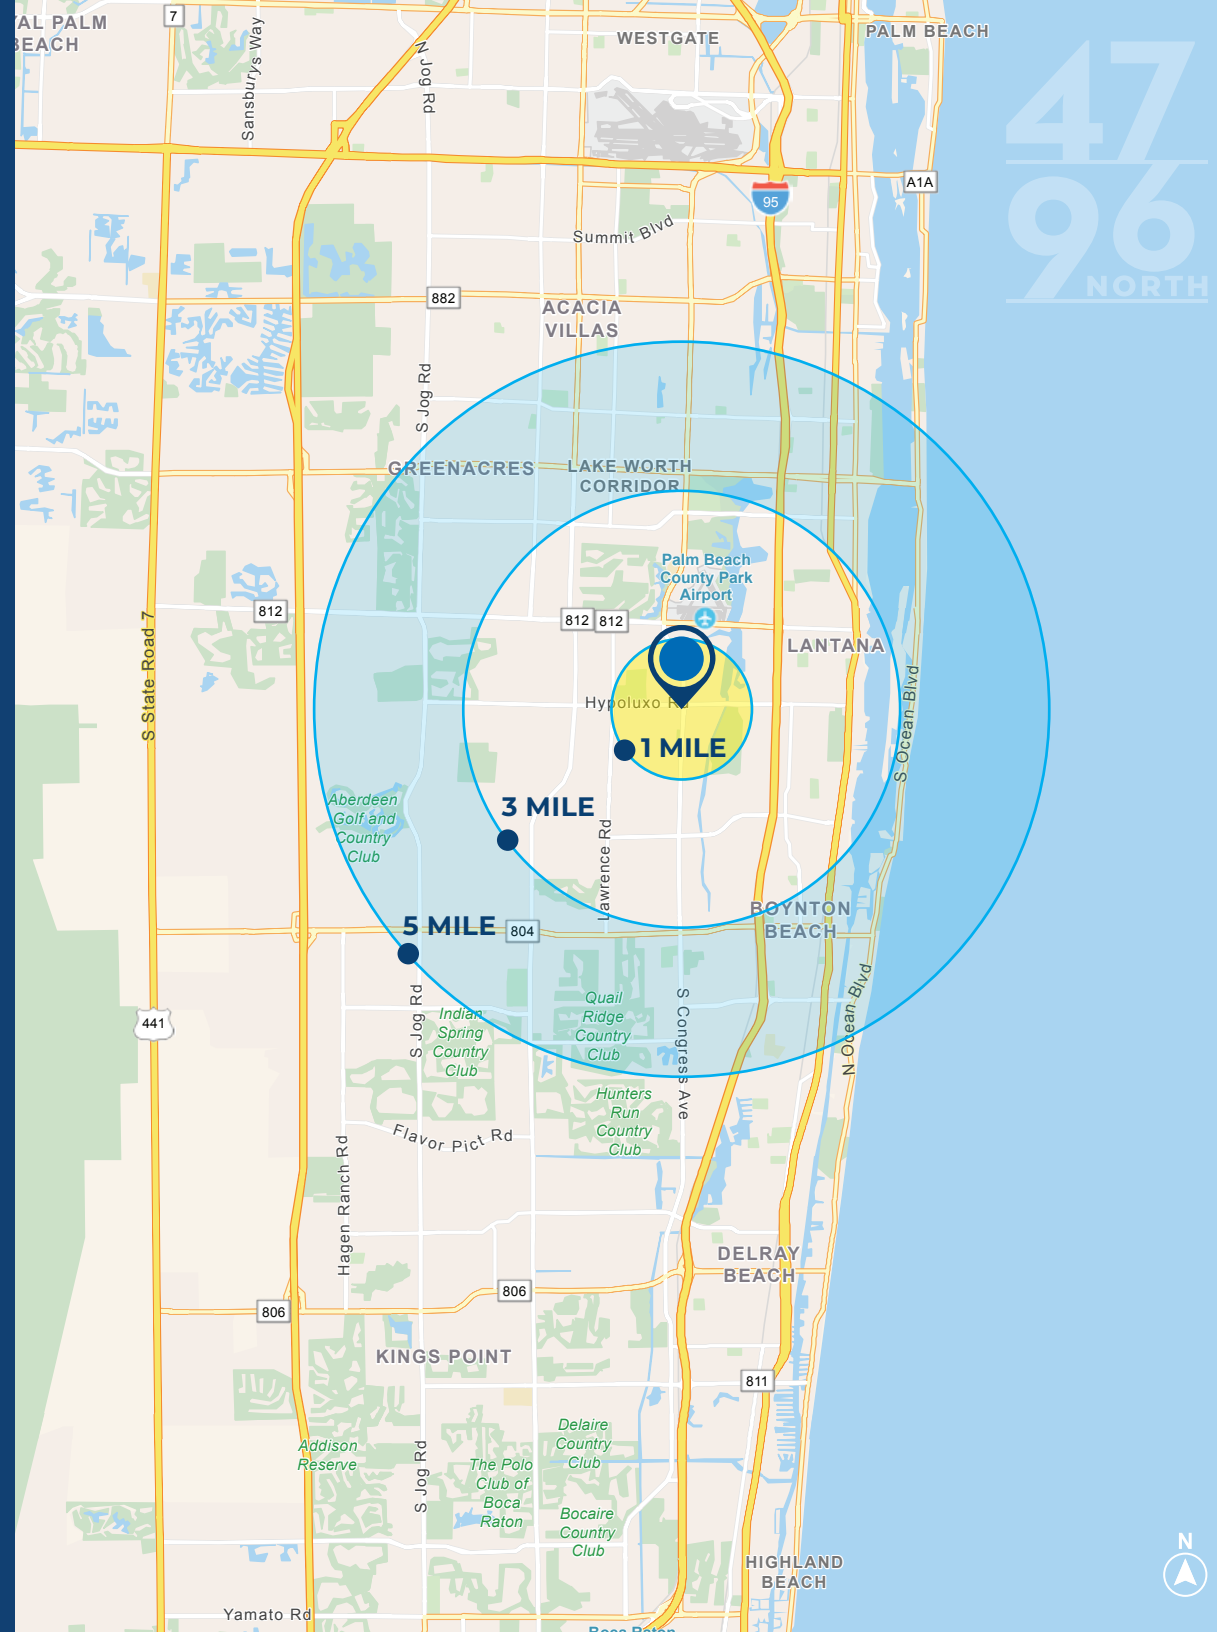 YAL PALM
BEACH
7
Sansburys Way
N Jog Rd
WESTGATE
PALM BEACH
47
96
NORTH
A1A
95
Summit Blvd
882
ACACIA
VILLAS
S Jog Rd
GREENACRES
LAKE WORTH
CORRIDOR
Palm Beach
County Park
Airport
812
812
812
LANTANA
S State Road 7
Hypoluxo Rd
S Ocean Blvd
1 MILE
3 MILE
Aberdeen
Golf and
Country
Club
Lawrence Rd
5 MILE
804
BOYNTON
BEACH
441
S Jog Rd
Indian
Spring
Country
Club
Quail
Ridge
Country
Club
S Congress Ave
N Ocean Blvd
Hunters
Run
Country
Club
Flavor Pict Rd
Hagen Ranch Rd
DELRAY
BEACH
806
806
KINGS POINT
811
Addison
Reserve
S Jog Rd
The Polo
Club of
Boca
Raton
Delaire
Country
Club
Bocaire
Country
Club
HIGHLAND
BEACH
N
Yamato Rd
Boca Raton